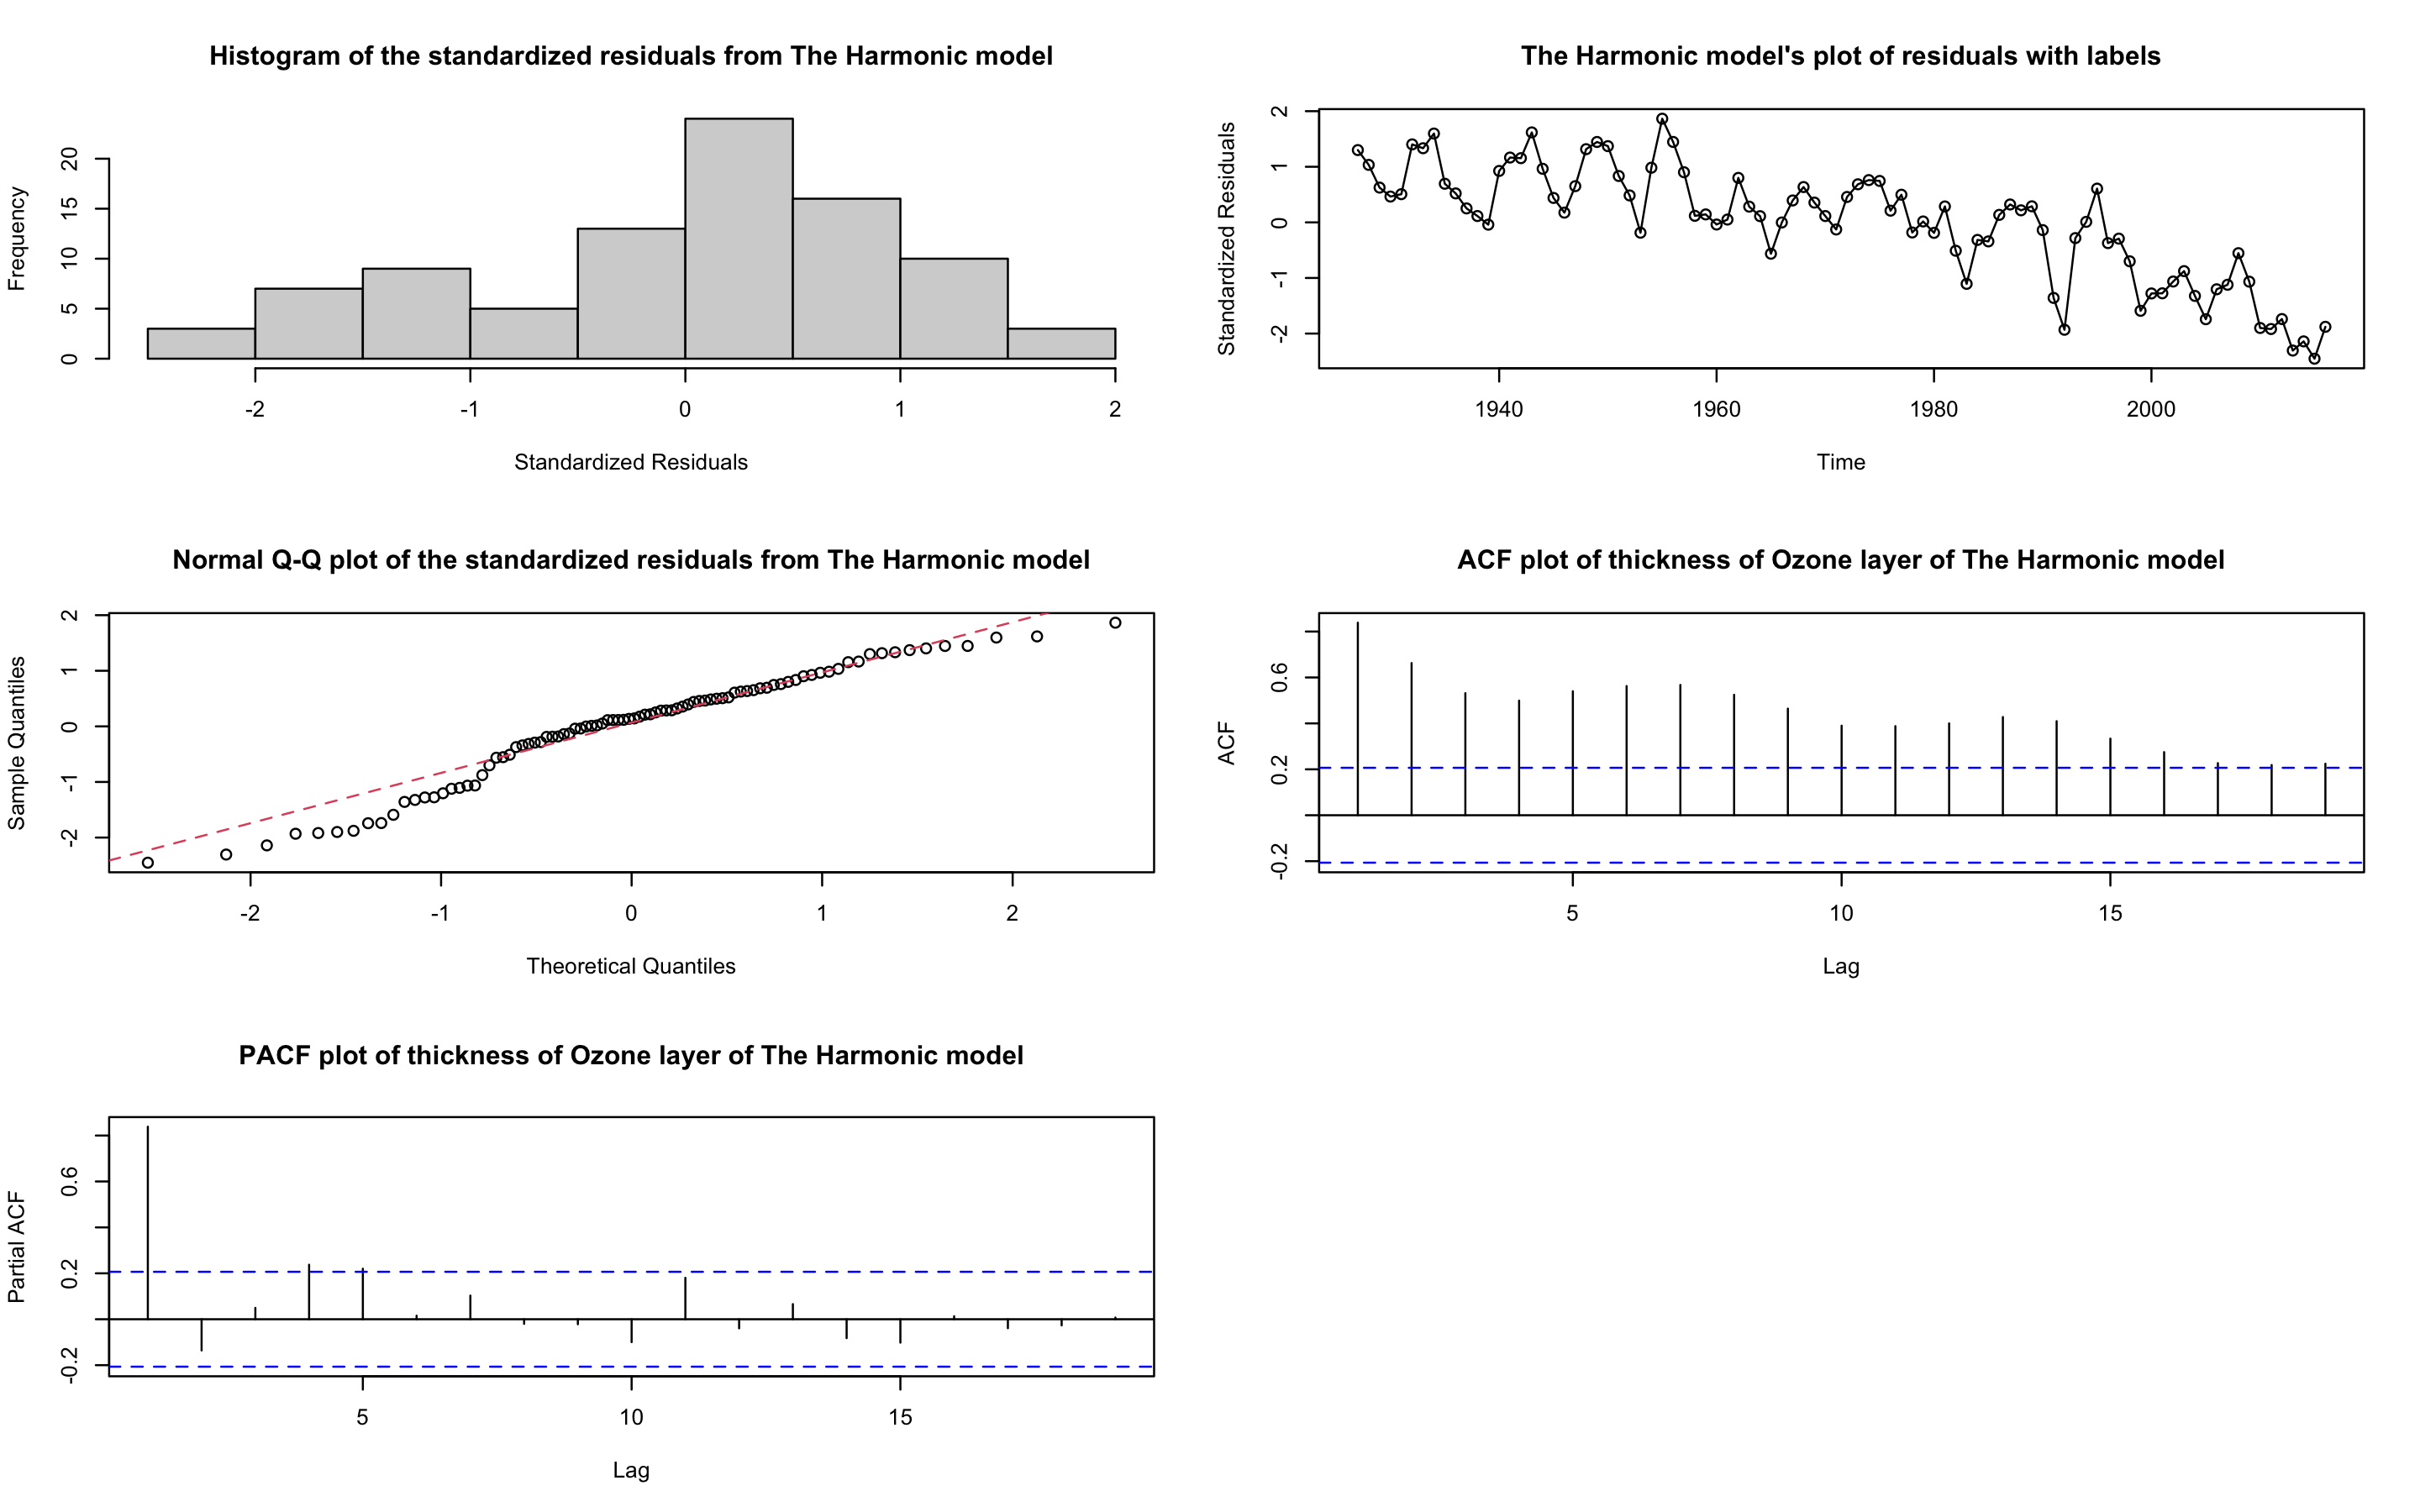 Histogram of the standardized residuals from The Harmonic model
Frequency
20
15
10
5
0
-2 -1 0 1 2
Standardized Residuals
The Harmonic model's plot of residuals with labels
Standardized Residuals
2
1
0
-1
-2
1940 1960 1980 2000
Time
Normal Q-Q plot of the standardized residuals from The Harmonic model
Sample Quantiles
2
1
0
-1
-2
-2 -1 0 1 2
Theoretical Quantiles
ACF plot of thickness of Ozone layer of The Harmonic model
ACF
0.6
0.2
-0.2
5 10 15
Lag
PACF plot of thickness of Ozone layer of The Harmonic model
Partial ACF
0.6
0.2
-0.2
5 10 15
Lag